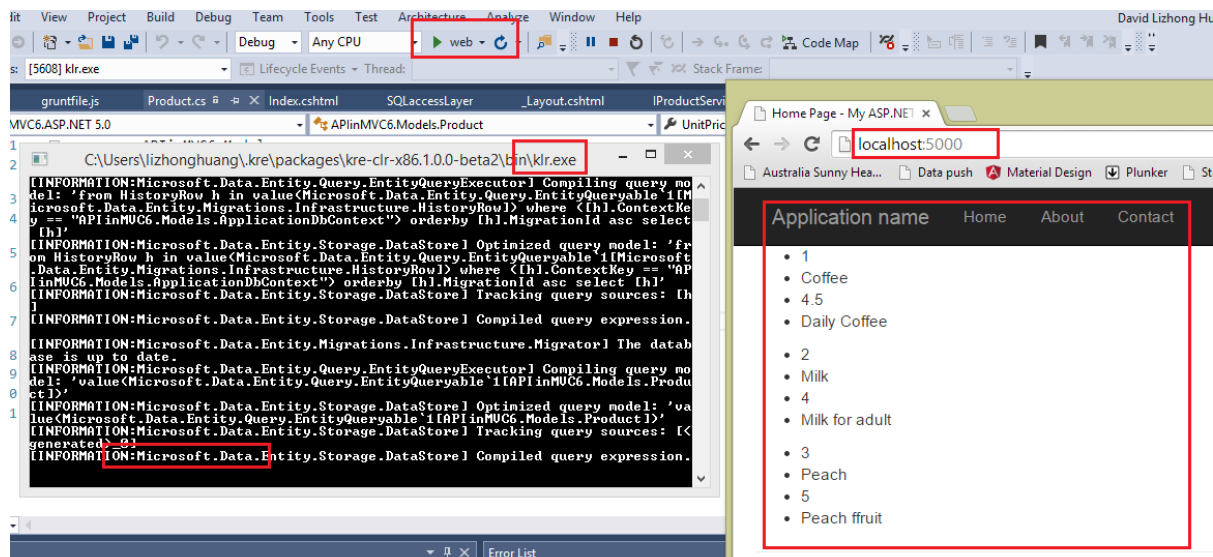 dit View Project Build Debug Team Tools Test Architecture Analyze Window Help
David Lizhong Hu
Debug Any CPU web Code Map
s: [5608] klr.exe Lifecycle Events Thread: Stack Frame:
gruntfile.js Product.cs Index.cshtml SQLaccessLayer _Layout.cshtml IProductServi
MVC6.ASP.NET 5.0 APIinMVC6.Models.Product UnitPric
C:\Users\lizhonghuang\.kre\packages\kre-clr-x86.1.0.0-beta2\bin\klr.exe
[INFORMATION:Microsoft.Data.Entity.Query.EntityQueryExecutor] Compiling query mo
del: 'from HistoryRow h in value(Microsoft.Data.Entity.Query.EntityQueryable`1[M
icrosoft.Data.Entity.Migrations.Infrastructure.HistoryRow]) where ([h].ContextKe
y == "APIinMVC6.Models.ApplicationDbContext") orderby [h].MigrationId asc select
[h]'
[INFORMATION:Microsoft.Data.Entity.Storage.DataStore] Optimized query model: 'fr
om HistoryRow h in value(Microsoft.Data.Entity.Query.EntityQueryable`1[Microsoft
.Data.Entity.Migrations.Infrastructure.HistoryRow]) where ([h].ContextKey == "AP
IinMVC6.Models.ApplicationDbContext") orderby [h].MigrationId asc select [h]'
[INFORMATION:Microsoft.Data.Entity.Storage.DataStore] Tracking query sources: [h
]
[INFORMATION:Microsoft.Data.Entity.Storage.DataStore] Compiled query expression.
[INFORMATION:Microsoft.Data.Entity.Migrations.Infrastructure.Migrator] The datab
ase is up to date.
[INFORMATION:Microsoft.Data.Entity.Query.EntityQueryExecutor] Compiling query mo
del: 'value(Microsoft.Data.Entity.Query.EntityQueryable`1[APIinMVC6.Models.Produ
ct])'
[INFORMATION:Microsoft.Data.Entity.Storage.DataStore] Optimized query model: 'va
lue(Microsoft.Data.Entity.Query.EntityQueryable`1[APIinMVC6.Models.Product])'
[INFORMATION:Microsoft.Data.Entity.Storage.DataStore] Tracking query sources: [<
generated>_0]
[INFORMATION:Microsoft.Data.Entity.Storage.DataStore] Compiled query expression.
Error List
Home Page - My ASP.NET
localhost:5000
Australia Sunny Hea... Data push Material Design Plunker St
Application name Home About Contact
1
Coffee
4.5
Daily Coffee
2
Milk
4
Milk for adult
3
Peach
5
Peach ffruit